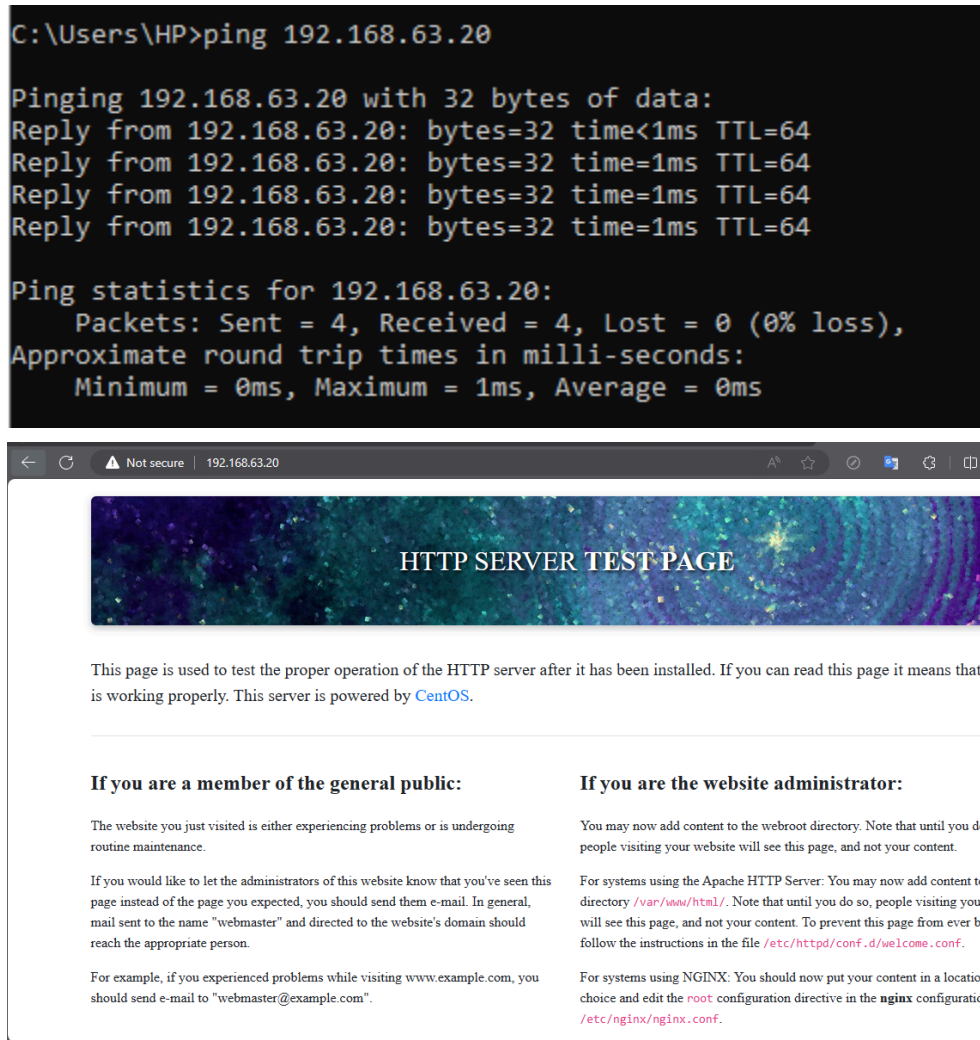 C:\Users\HP>ping 192.168.63.20
Pinging 192.168.63.20 with 32 bytes of data:
Reply from 192.168.63.20: bytes=32 time<1ms TTL=64
Reply from 192.168.63.20: bytes=32 time=1ms TTL=64
Reply from 192.168.63.20: bytes=32 time=1ms TTL=64
Reply from 192.168.63.20: bytes=32 time=1ms TTL=64
Ping statistics for 192.168.63.20:
Packets: Sent = 4, Received = 4, Lost = 0 (0% loss),
Approximate round trip times in milli-seconds:
Minimum = 0ms, Maximum = 1ms, Average = 0ms
Not secure 192.168.63.20
HTTP SERVER TEST PAGE
This page is used to test the proper operation of the HTTP server after it has been installed. If you can read this page it means that
is working properly. This server is powered by CentOS.
If you are a member of the general public:
The website you just visited is either experiencing problems or is undergoing
routine maintenance.
If you would like to let the administrators of this website know that you've seen this
page instead of the page you expected, you should send them e-mail. In general,
mail sent to the name "webmaster" and directed to the website's domain should
reach the appropriate person.
For example, if you experienced problems while visiting www.example.com, you
should send e-mail to "webmaster@example.com".
If you are the website administrator:
You may now add content to the webroot directory. Note that until you
people visiting your website will see this page, and not your content.
For systems using the Apache HTTP Server: You may now add content
directory /var/www/html/. Note that until you do so, people visiting
will see this page, and not your content. To prevent this page from ever
follow the instructions in the file /etc/httpd/conf.d/welcome.conf.
For systems using NGINX: You should now put your content in a
choice and edit the root configuration directive in the nginx
/etc/nginx/nginx.conf.